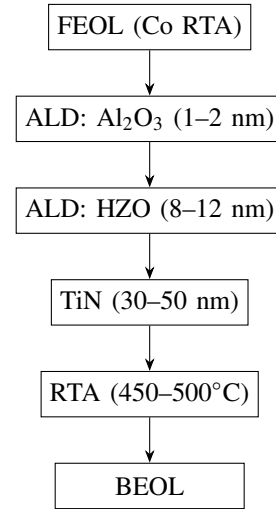 FEOL (Co RTA)
ALD: Al₂O₃ (1–2 nm)
ALD: HZO (8–12 nm)
TiN (30–50 nm)
RTA (450–500°C)
BEOL